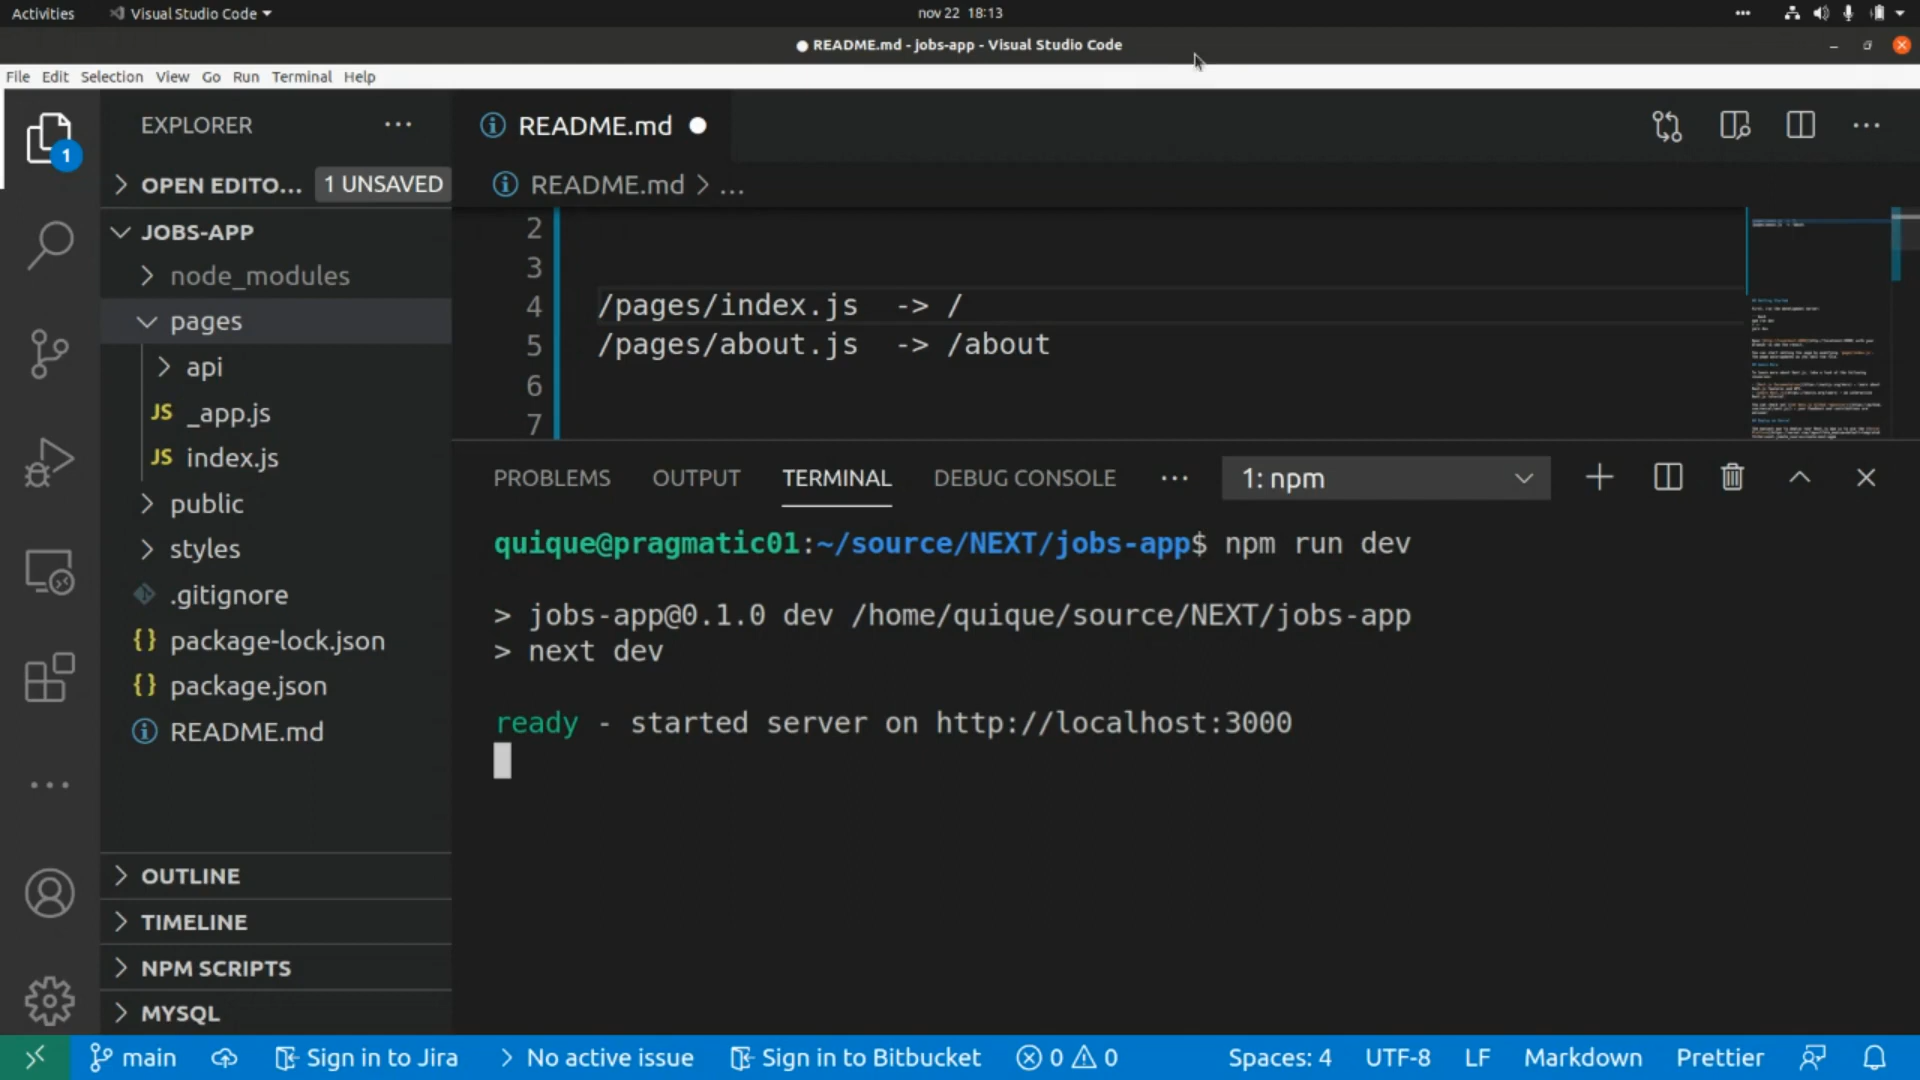 Activities Visual Studio Code nov 22 18:13
README.md - jobs-app - Visual Studio Code
File Edit Selection View Go Run Terminal Help
EXPLORER
1
OPEN EDITO... 1 UNSAVED
JOBS-APP
node_modules
pages
api
JS _app.js
JS index.js
public
styles
.gitignore
{} package-lock.json
{} package.json
README.md
OUTLINE
TIMELINE
NPM SCRIPTS
MYSQL
README.md
README.md > ...
2
3
4 /pages/index.js -> /
5 /pages/about.js -> /about
6
7
PROBLEMS OUTPUT TERMINAL DEBUG CONSOLE ... 1: npm
quique@pragmatic01:~/source/NEXT/jobs-app$ npm run dev
> jobs-app@0.1.0 dev /home/quique/source/NEXT/jobs-app
> next dev
ready - started server on http://localhost:3000
main Sign in to Jira > No active issue Sign in to Bitbucket 0 0 Spaces: 4 UTF-8 LF Markdown Prettier